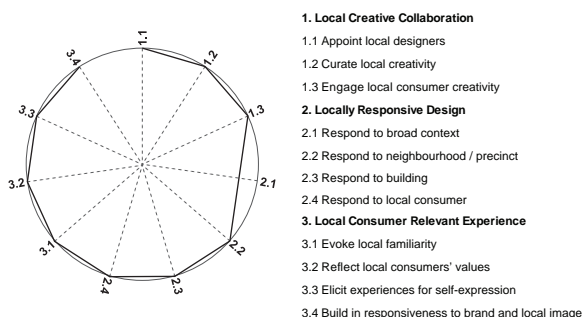 1.1
1.2
1.3
2.1
2.2
2.3
2.4
3.1
3.2
3.3
3.4
1. Local Creative Collaboration
1.1 Appoint local designers
1.2 Curate local creativity
1.3 Engage local consumer creativity
2. Locally Responsive Design
2.1 Respond to broad context
2.2 Respond to neighbourhood / precinct
2.3 Respond to building
2.4 Respond to local consumer
3. Local Consumer Relevant Experience
3.1 Evoke local familiarity
3.2 Reflect local consumers' values
3.3 Elicit experiences for self-expression
3.4 Build in responsiveness to brand and local image